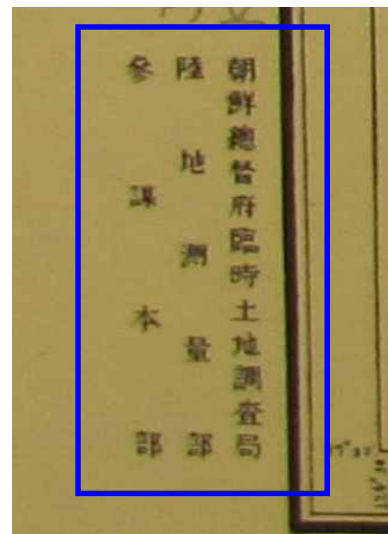 朝鮮總督府臨時土地調査局
陸地測量部
參謀本部